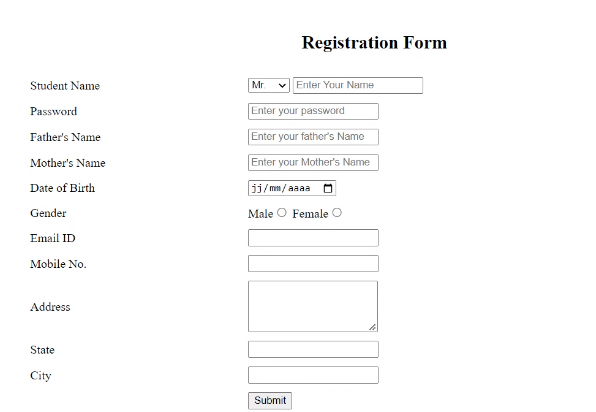 Registration Form
Student Name Mr. Enter Your Name
Password Enter your password
Father's Name Enter your father's Name
Mother's Name Enter your Mother's Name
Date of Birth jj/mm/aaaa
Gender Male Female
Email ID
Mobile No.
Address
State
City
Submit